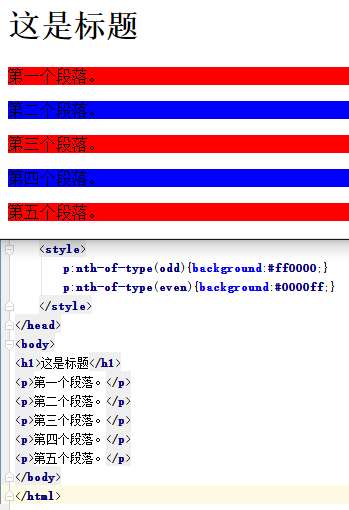 这是标题
第一个段落。
第二个段落。
第三个段落。
第四个段落。
第五个段落。
<style>
p:nth-of-type(odd){background:#ff0000;}
p:nth-of-type(even){background:#0000ff;}
</style>
</head>
<body>
<h1>这是标题</h1>
<p>第一个段落。</p>
<p>第二个段落。</p>
<p>第三个段落。</p>
<p>第四个段落。</p>
<p>第五个段落。</p>
</body>
</html>